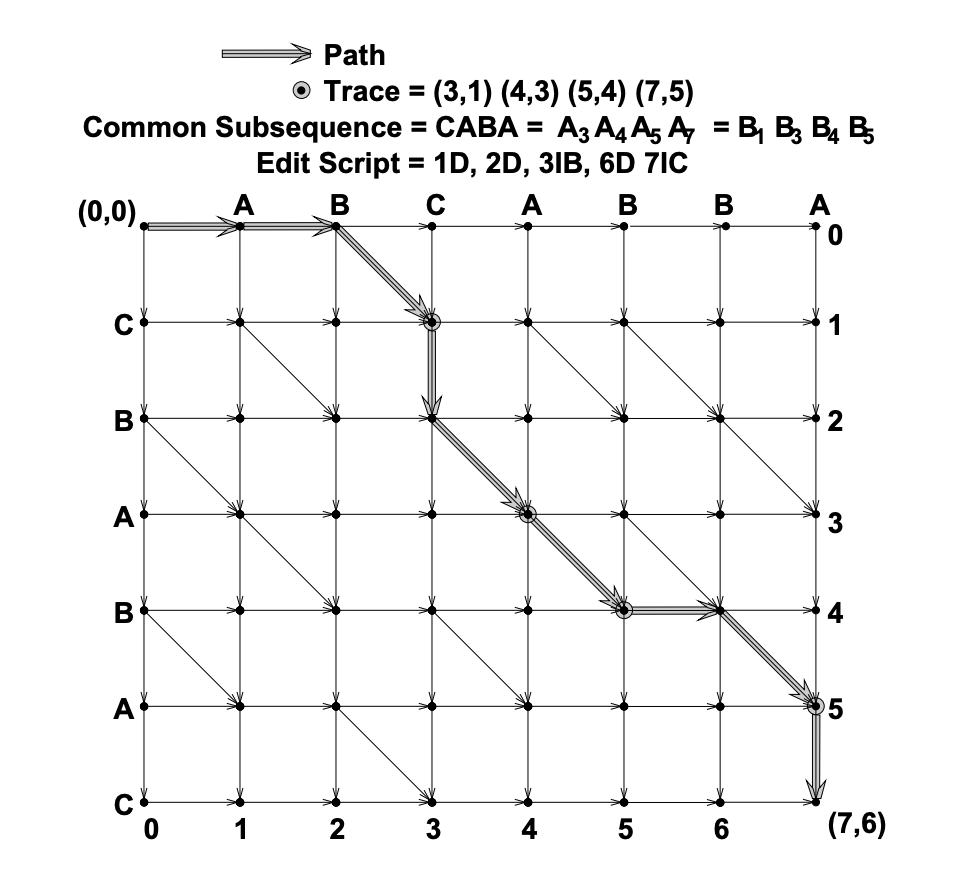 Path
Trace = (3,1) (4,3) (5,4) (7,5)
Common Subsequence = CABA = A3 A4 A5 A7 = B1 B3 B4 B5
Edit Script = 1D, 2D, 3IB, 6D 7IC
(0,0) A B C A B B A
0
C 1
B 2
A 3
B 4
A 5
C
0 1 2 3 4 5 6 (7,6)